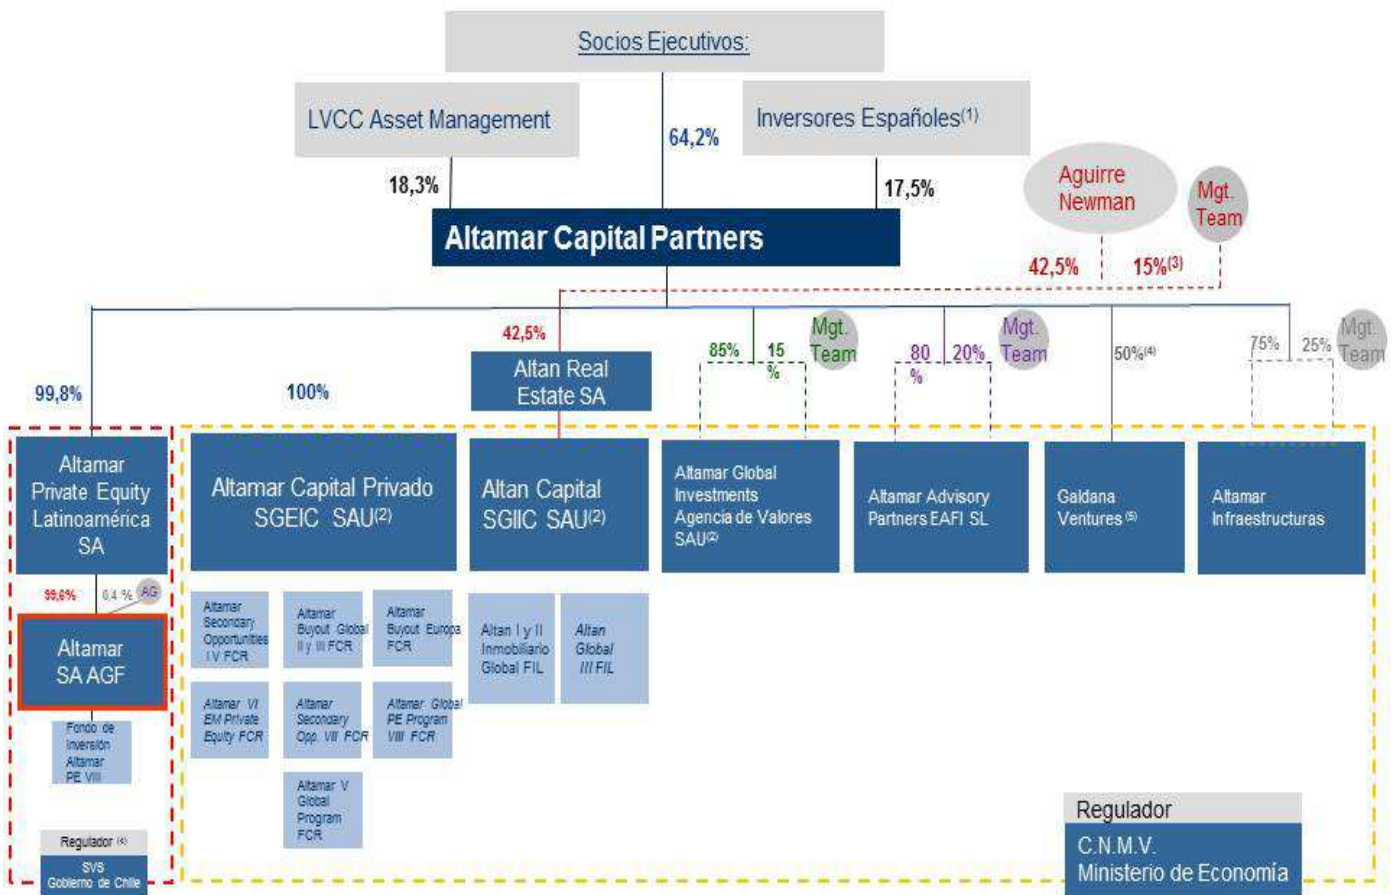 Socios Ejecutivos:
LVCC Asset Management
Inversores Españoles(1)
64,2%
18,3%
17,5%
Aguirre
Newman
Mgt.
Team
Altamar Capital Partners
42,5%
15%(3)
99,8%
100%
42,5%
Altan Real
Estate SA
85%
15
%
Mgt.
Team
80
%
20%
Mgt.
Team
50%(4)
75%
25%
Mgt.
Team
Altamar
Private Equity
Latinoamérica
SA
Altamar Capital Privado
SGEIC SAU(2)
Altan Capital
SGIIC SAU(2)
Altamar Global
Investments
Agencia de Valores
SAU(2)
Altamar Advisory
Partners EAFI SL
Galdana
Ventures (5)
Altamar
Infraestructuras
99,6%
0,4 %
AG
Altamar
SA AGF
Fondo de
Inversión
Altamar
PE VIII
Altamar
Secondary
Opportunities
I V FCR
Altamar
Buyout Global
II y III FCR
Altamar
Buyout Europa
FCR
Altamar VI
EM Private
Equity FCR
Altamar
Secondary
Opp. VII FCR
Altamar Global
PE Program
VIII FCR
Altamar V
Global
Program
FCR
Altan I y II
Inmobiliario
Global FIL
Altan
Global
III FIL
Regulador (4)
SVS
Gobierno de Chile
Regulador
C.N.M.V.
Ministerio de Economía